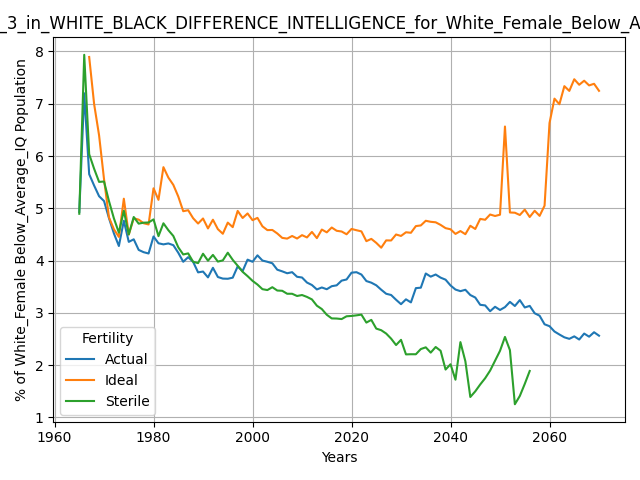 _3_in_WHITE_BLACK_DIFFERENCE_INTELLIGENCE_for_White_Female_Below_A
% of White_Female Below_Average_IQ Population
8
7
6
5
4
3
2
1
Fertility
Actual
Ideal
Sterile
1960 1980 2000 2020 2040 2060
Years